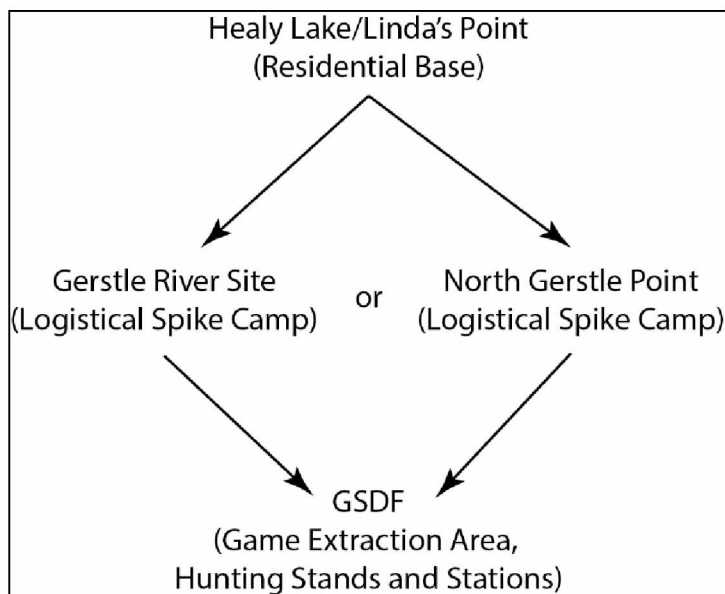 Healy Lake/Linda's Point
(Residential Base)
Gerstle River Site
(Logistical Spike Camp)
or
North Gerstle Point
(Logistical Spike Camp)
GSDF
(Game Extraction Area,
Hunting Stands and Stations)